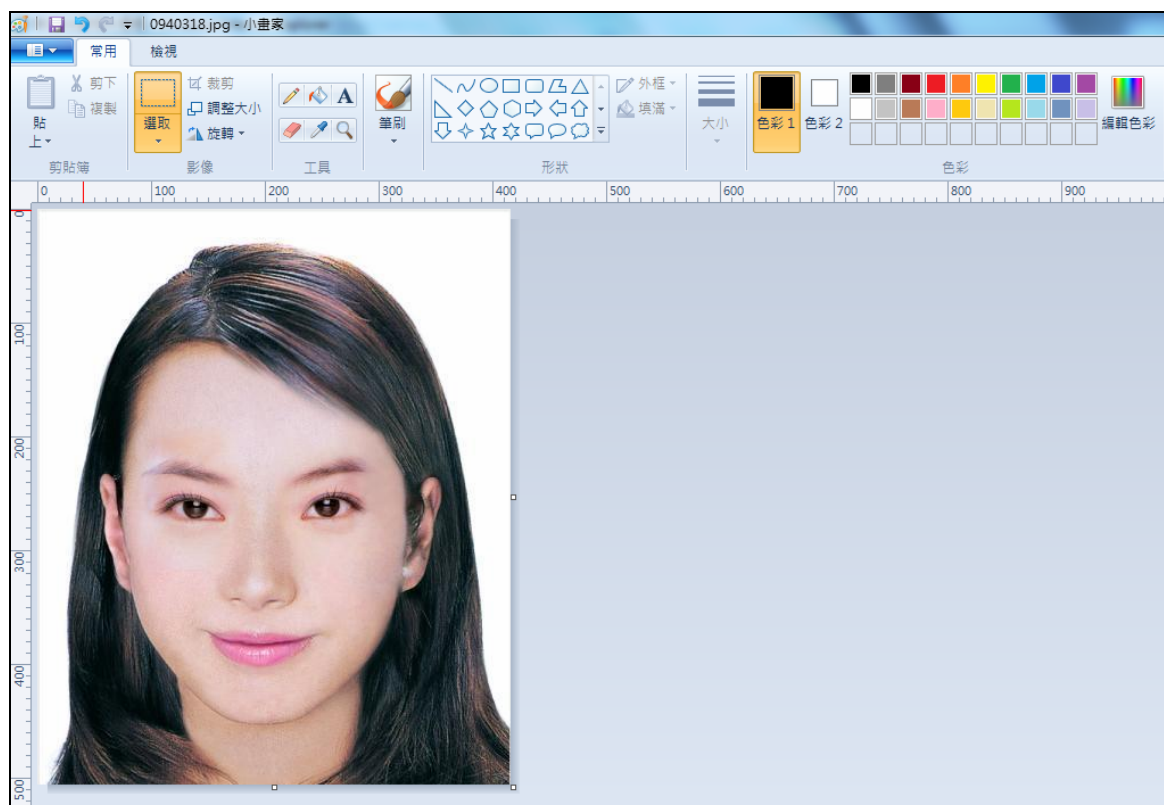 0940318.jpg - 小畫家
常用 檢視
剪下
複製
貼上
剪貼簿
選取
裁剪
調整大小
旋轉
影像
A
工具
筆刷
外框
填滿
形狀
大小
色彩 1
色彩 2
編輯色彩
色彩
0 100 200 300 400 500 600 700 800 900
0
100
200
300
400
500